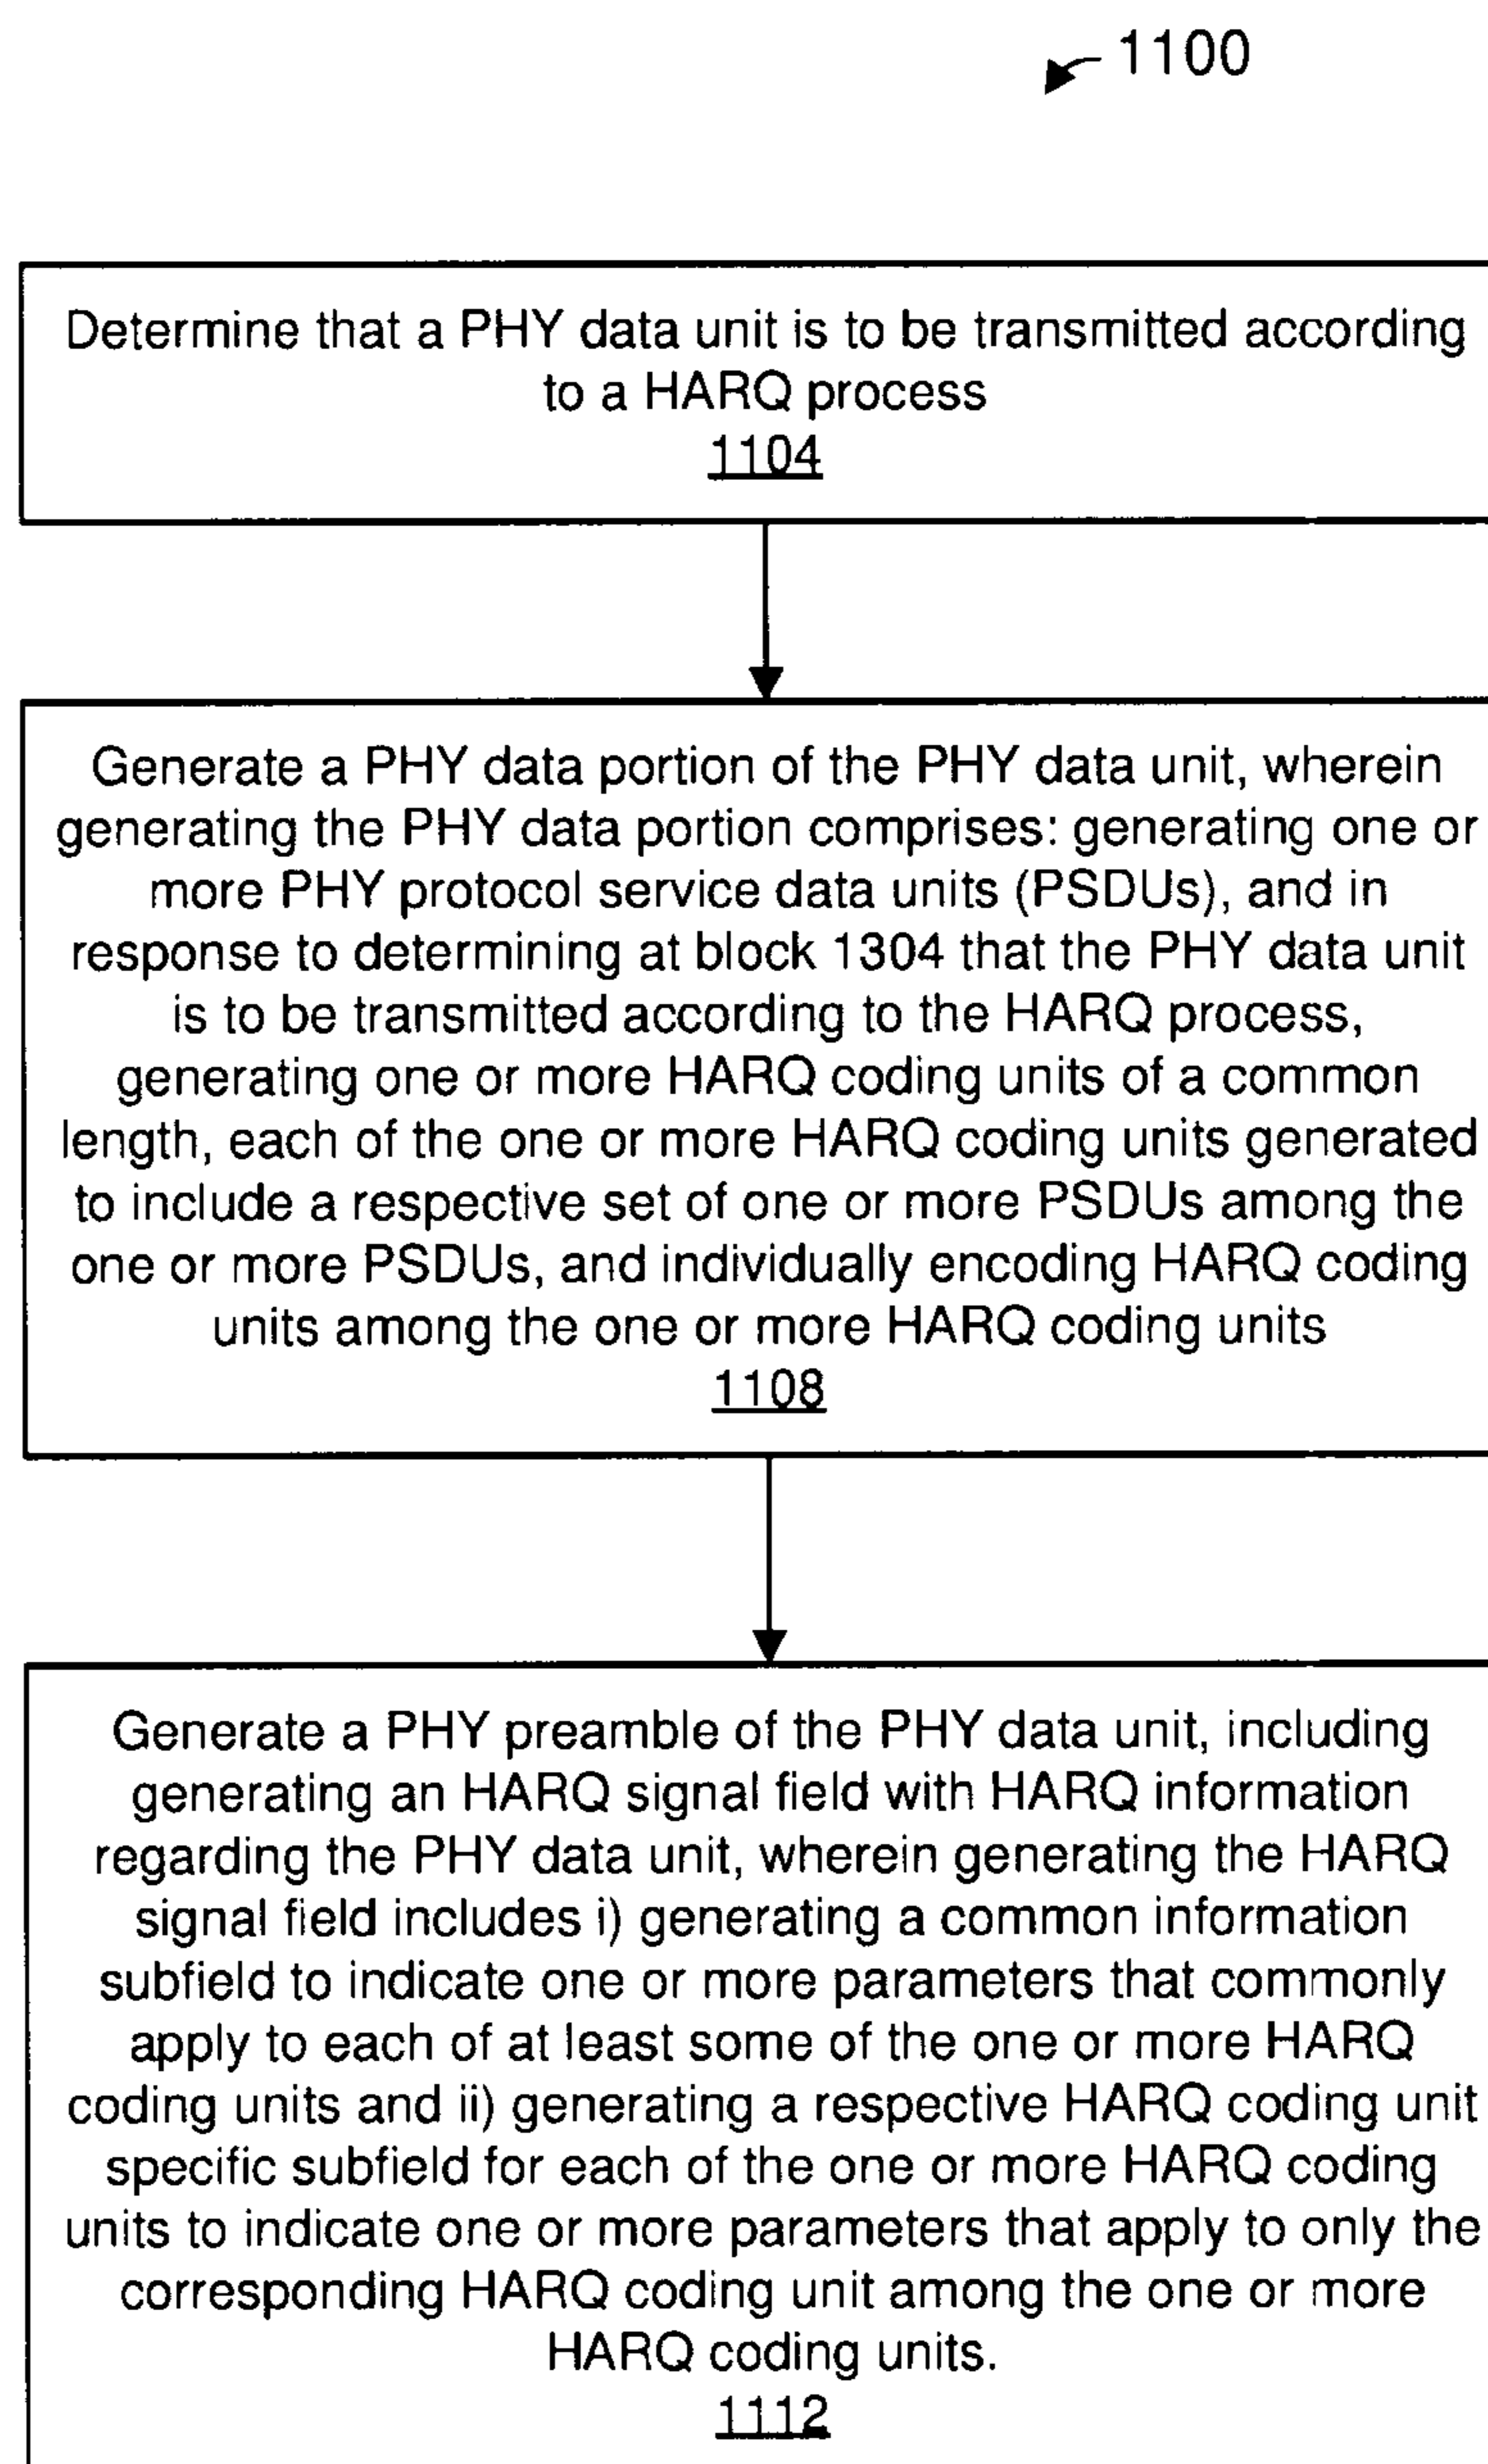 1100
Determine that a PHY data unit is to be transmitted according
to a HARQ process
1104
Generate a PHY data portion of the PHY data unit, wherein
generating the PHY data portion comprises: generating one or
more PHY protocol service data units (PSDUs), and in
response to determining at block 1304 that the PHY data unit
is to be transmitted according to the HARQ process,
generating one or more HARQ coding units of a common
length, each of the one or more HARQ coding units generated
to include a respective set of one or more PSDUs among the
one or more PSDUs, and individually encoding HARQ coding
units among the one or more HARQ coding units
1108
Generate a PHY preamble of the PHY data unit, including
generating an HARQ signal field with HARQ information
regarding the PHY data unit, wherein generating the HARQ
signal field includes i) generating a common information
subfield to indicate one or more parameters that commonly
apply to each of at least some of the one or more HARQ
coding units and ii) generating a respective HARQ coding unit
specific subfield for each of the one or more HARQ coding
units to indicate one or more parameters that apply to only the
corresponding HARQ coding unit among the one or more
HARQ coding units.
1112